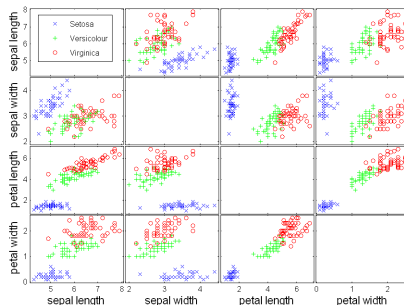 8
7
6
5
sepal length
Setosa
Versicolour
Virginica
4
3
2
sepal width
6
4
2
petal length
2
1
0
petal width
5 6 7 8
sepal length
2 3 4
sepal width
2 4 6
petal length
0 1 2
petal width